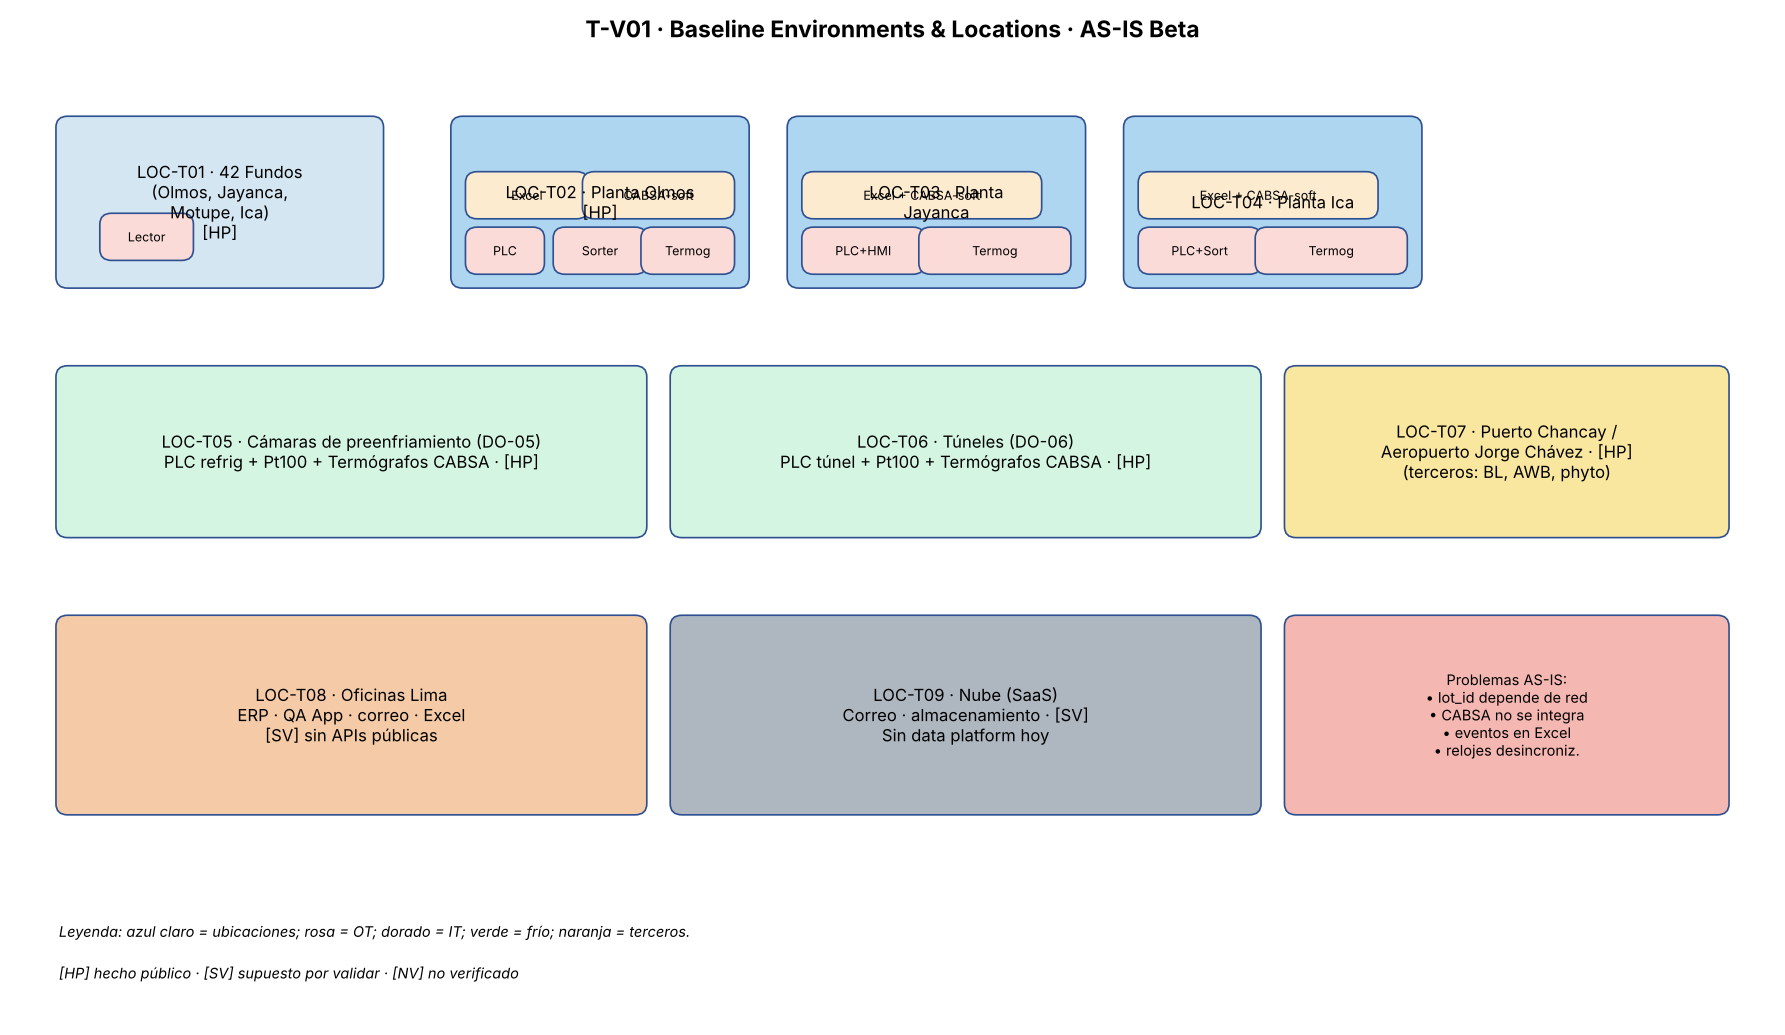 T-V01 · Baseline Environments & Locations · AS-IS Beta
LOC-T01 · 42 Fundos
(Olmos, Jayanca,
Motupe, Ica)
[HP]
Lector
LOC-T02 · Planta Olmos
[HP]
Excel
CABSA-soft
PLC
Sorter
Termog
LOC-T03 · Planta
Jayanca
Excel + CABSA-soft
PLC+HMI
Termog
LOC-T04 · Planta Ica
Excel + CABSA-soft
PLC+Sort
Termog
LOC-T05 · Cámaras de preenfriamiento (DO-05)
PLC refrig + Pt100 + Termógrafos CABSA · [HP]
LOC-T06 · Túneles (DO-06)
PLC túnel + Pt100 + Termógrafos CABSA · [HP]
LOC-T07 · Puerto Chancay /
Aeropuerto Jorge Chávez · [HP]
(terceros: BL, AWB, phyto)
LOC-T08 · Oficinas Lima
ERP · QA App · correo · Excel
[SV] sin APIs públicas
LOC-T09 · Nube (SaaS)
Correo · almacenamiento · [SV]
Sin data platform hoy
Problemas AS-IS:
• lot_id depende de red
• CABSA no se integra
• eventos en Excel
• relojes desincroniz.
Leyenda: azul claro = ubicaciones; rosa = OT; dorado = IT; verde = frío; naranja = terceros.
[HP] hecho público · [SV] supuesto por validar · [NV] no verificado